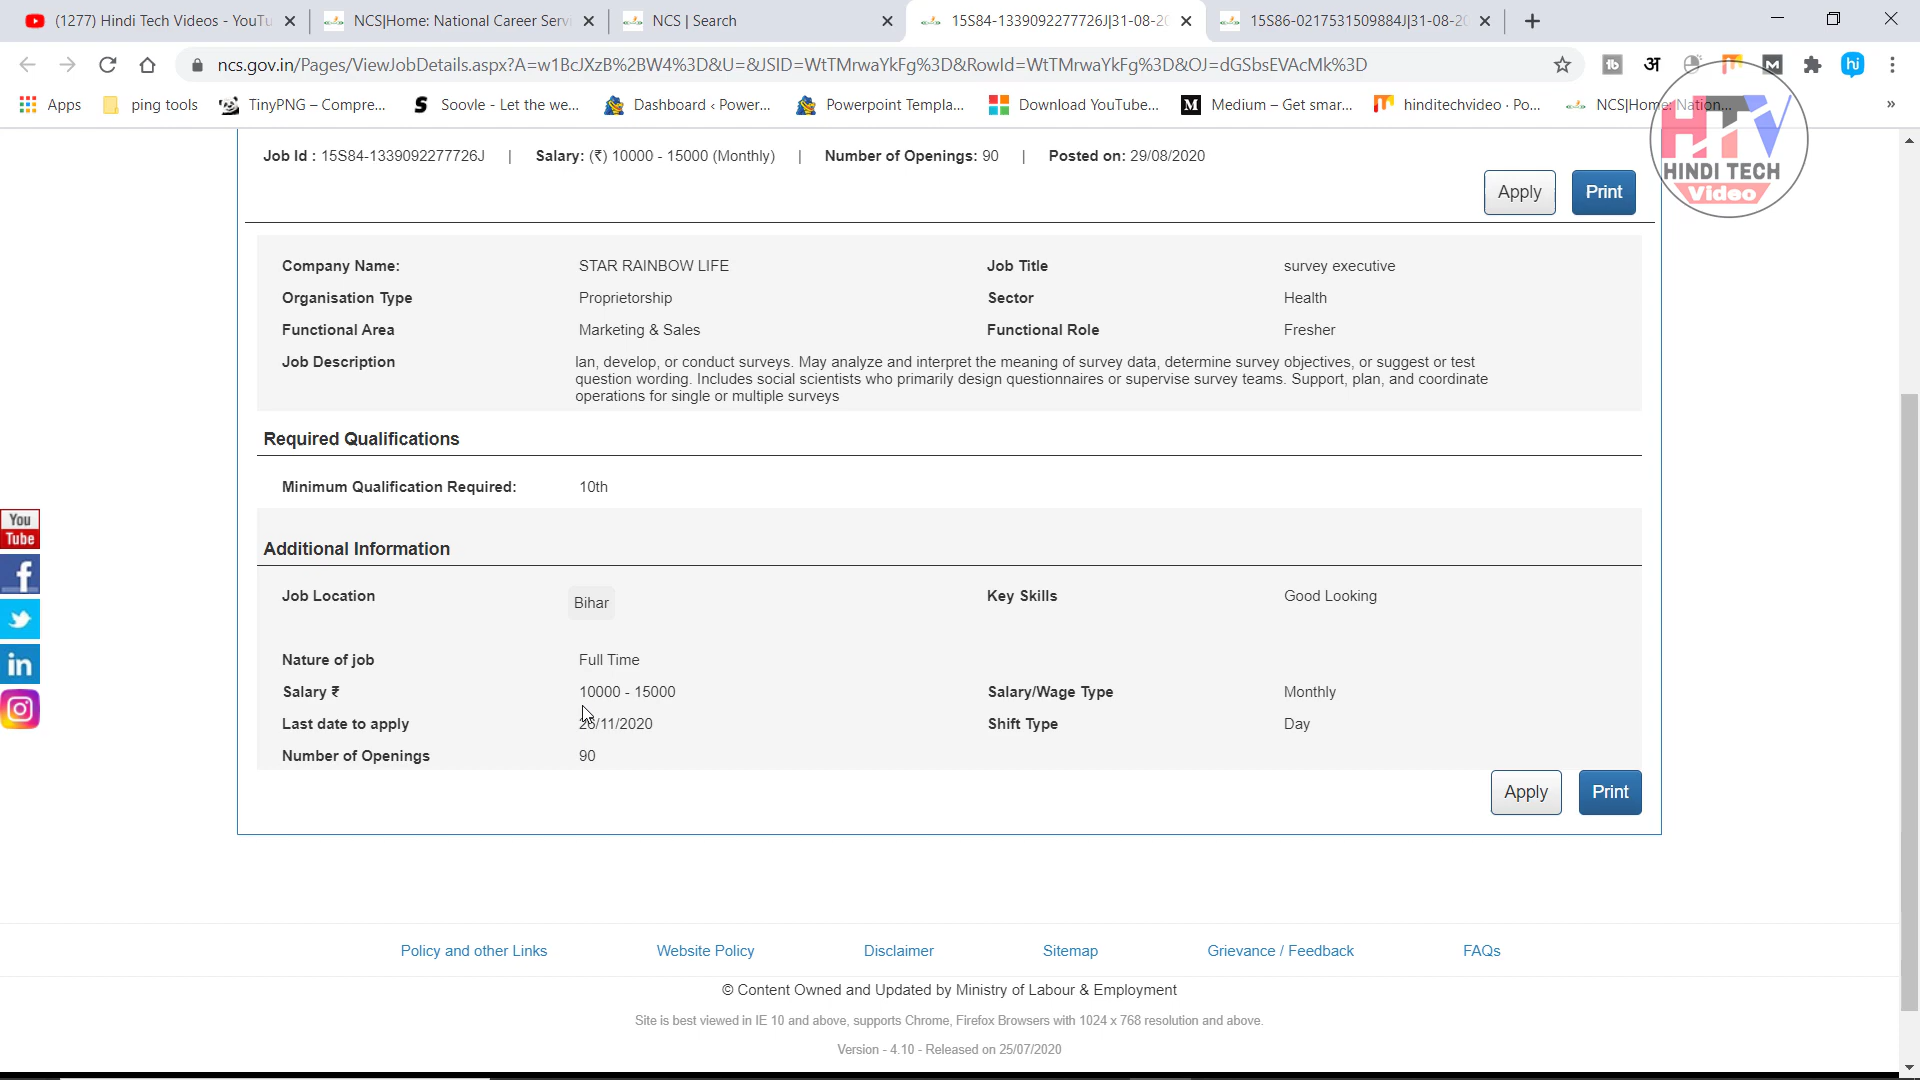 (1277) Hindi Tech Videos - YouTu
NCS|Home: National Career Servi
NCS | Search
15S84-1339092277726J|31-08-20
15S86-0217531509884J|31-08-20
ncs.gov.in/Pages/ViewJobDetails.aspx?A=w1BcJXzB%2BW4%3D&U=&JSID=WtTMrwaYkFg%3D&RowId=WtTMrwaYkFg%3D&OJ=dGSbsEVAcMk%3D
tb अ M hi
Apps ping tools TinyPNG – Compre... S Soovle - Let the we... Dashboard ‹ Power... Powerpoint Templa... Download YouTube... M Medium – Get smar... hinditechvideo · Po... NCS|Home: Nation... »
HTV
HINDI TECH
Video
Job Id : 15S84-1339092277726J | Salary: (₹) 10000 - 15000 (Monthly) | Number of Openings: 90 | Posted on: 29/08/2020
Apply Print
Company Name: STAR RAINBOW LIFE Job Title survey executive
Organisation Type Proprietorship Sector Health
Functional Area Marketing & Sales Functional Role Fresher
Job Description lan, develop, or conduct surveys. May analyze and interpret the meaning of survey data, determine survey objectives, or suggest or test
question wording. Includes social scientists who primarily design questionnaires or supervise survey teams. Support, plan, and coordinate
operations for single or multiple surveys
Required Qualifications
Minimum Qualification Required: 10th
You
Tube
Additional Information
f
Job Location Bihar Key Skills Good Looking
in
Nature of job Full Time
Salary ₹ 10000 - 15000 Salary/Wage Type Monthly
Last date to apply /11/2020 Shift Type Day
Number of Openings 90
Apply Print
Policy and other Links Website Policy Disclaimer Sitemap Grievance / Feedback FAQs
© Content Owned and Updated by Ministry of Labour & Employment
Site is best viewed in IE 10 and above, supports Chrome, Firefox Browsers with 1024 x 768 resolution and above.
Version - 4.10 - Released on 25/07/2020